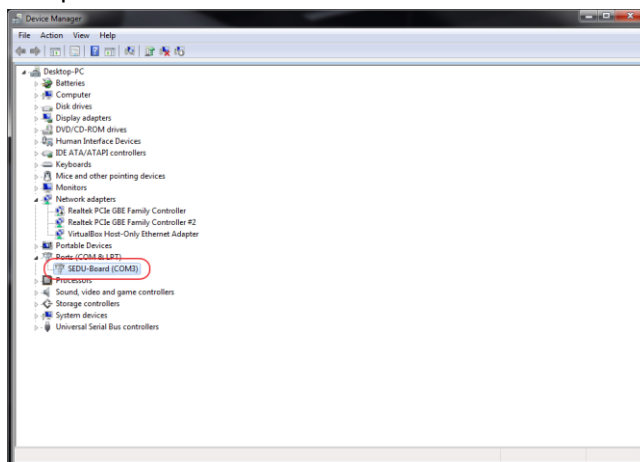 Device Manager
File Action View Help
Desktop-PC
Batteries
Computer
Disk drives
Display adapters
DVD/CD-ROM drives
Human Interface Devices
IDE ATA/ATAPI controllers
Keyboards
Mice and other pointing devices
Monitors
Network adapters
Realtek PCIe GBE Family Controller
Realtek PCIe GBE Family Controller #2
VirtualBox Host-Only Ethernet Adapter
Portable Devices
Ports (COM & LPT)
SEDU-Board (COM3)
Processors
Sound, video and game controllers
Storage controllers
System devices
Universal Serial Bus controllers